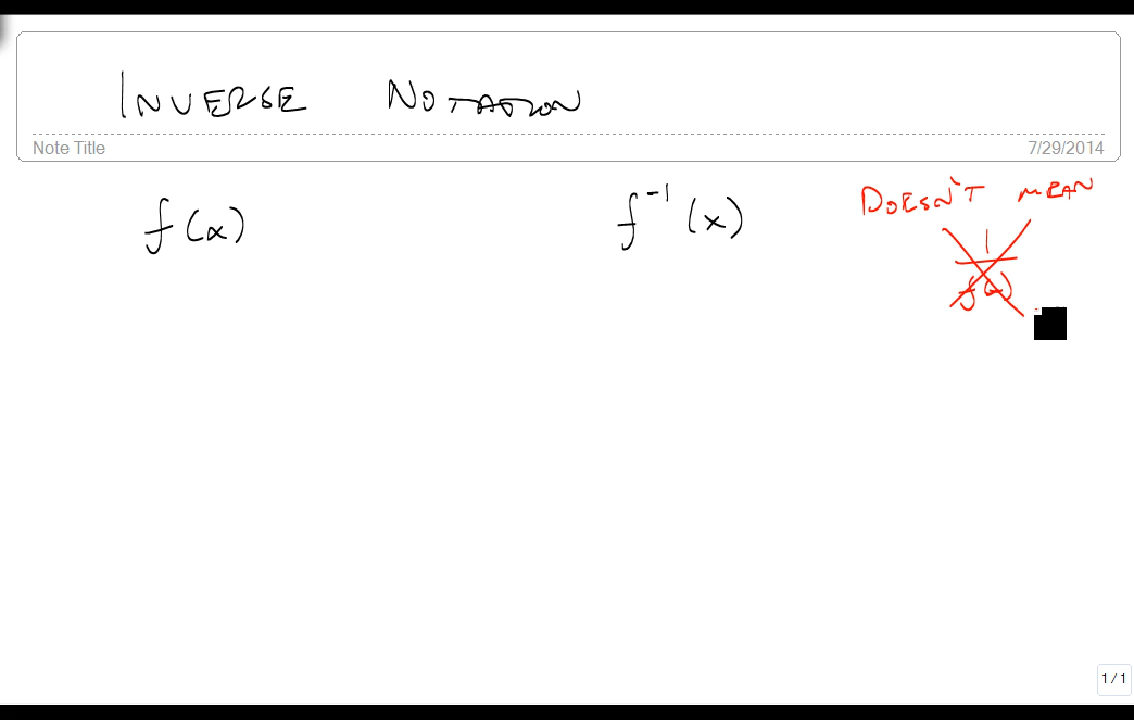 INVERSE NOTATION
Note Title 7/29/2014
f(x) f⁻¹(x) DOESN'T MEAN
1
f(x)
1 / 1